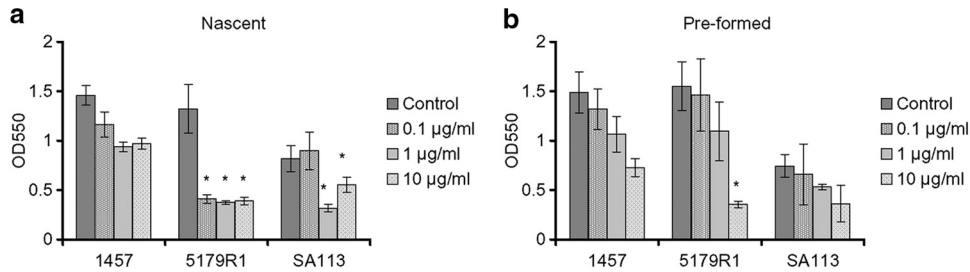 a
Nascent
2
1.5
1
0.5
0
OD550
1457
5179R1
SA113
*
*
*
*
*
Control
0.1 µg/ml
1 µg/ml
10 µg/ml
b
Pre-formed
2
1.5
1
0.5
0
OD550
1457
5179R1
SA113
*
Control
0.1 µg/ml
1 µg/ml
10 µg/ml